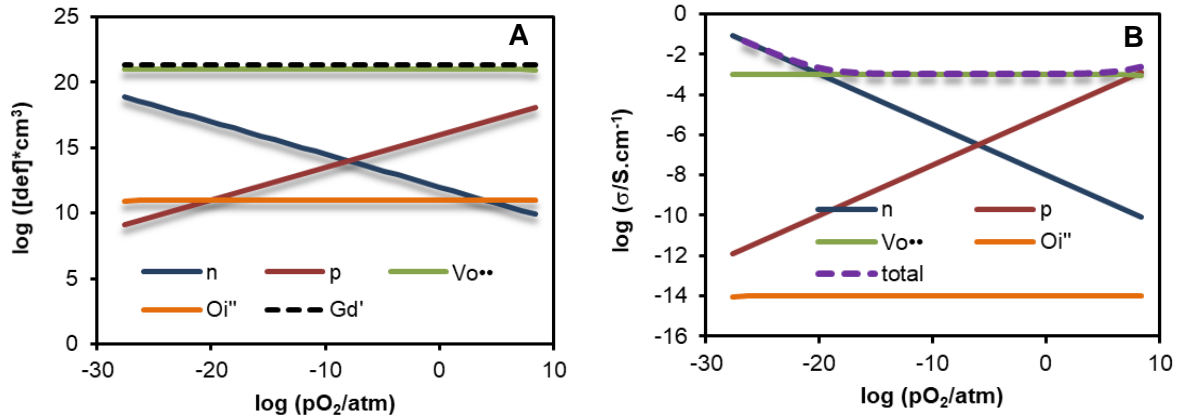 A
log ([def]*cm³)
25
20
15
10
5
0
n
p
Vo••
Oi"
Gd'
-30
-20
-10
0
10
log (pO₂/atm)
B
log (σ/S.cm⁻¹)
0
-2
-4
-6
-8
-10
-12
-14
-16
n
p
Vo••
Oi"
total
-30
-20
-10
0
10
log (pO₂/atm)